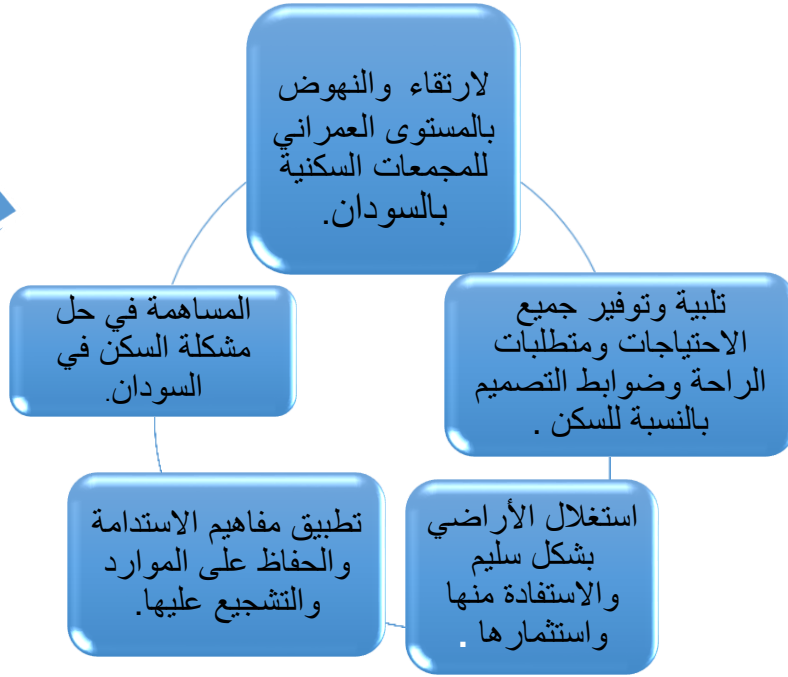 لارتقاء والنهوض
بالمستوى العمراني
للمجمعات السكنية
بالسودان.
تلبية وتوفير جميع
الاحتياجات ومتطلبات
الراحة وضوابط التصميم
بالنسبة للسكن .
استغلال الأراضي
بشكل سليم
والاستفادة منها
واستثمارها .
تطبيق مفاهيم الاستدامة
والحفاظ على الموارد
والتشجيع عليها.
المساهمة في حل
مشكلة السكن في
السودان.